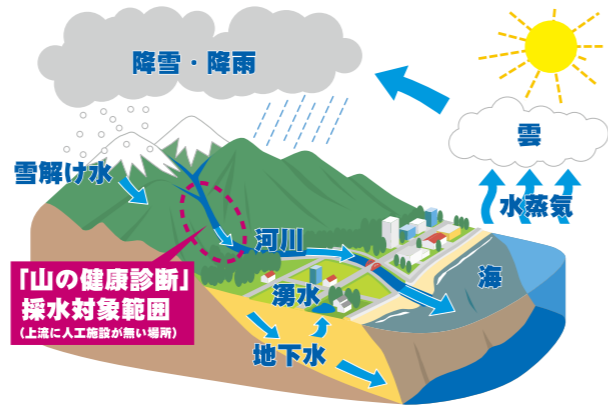 降雪・降雨
雲
雪解け水
水蒸気
河川
海
「山の健康診断」
採水対象範囲
（上流に人工施設が無い場所）
湧水
地下水